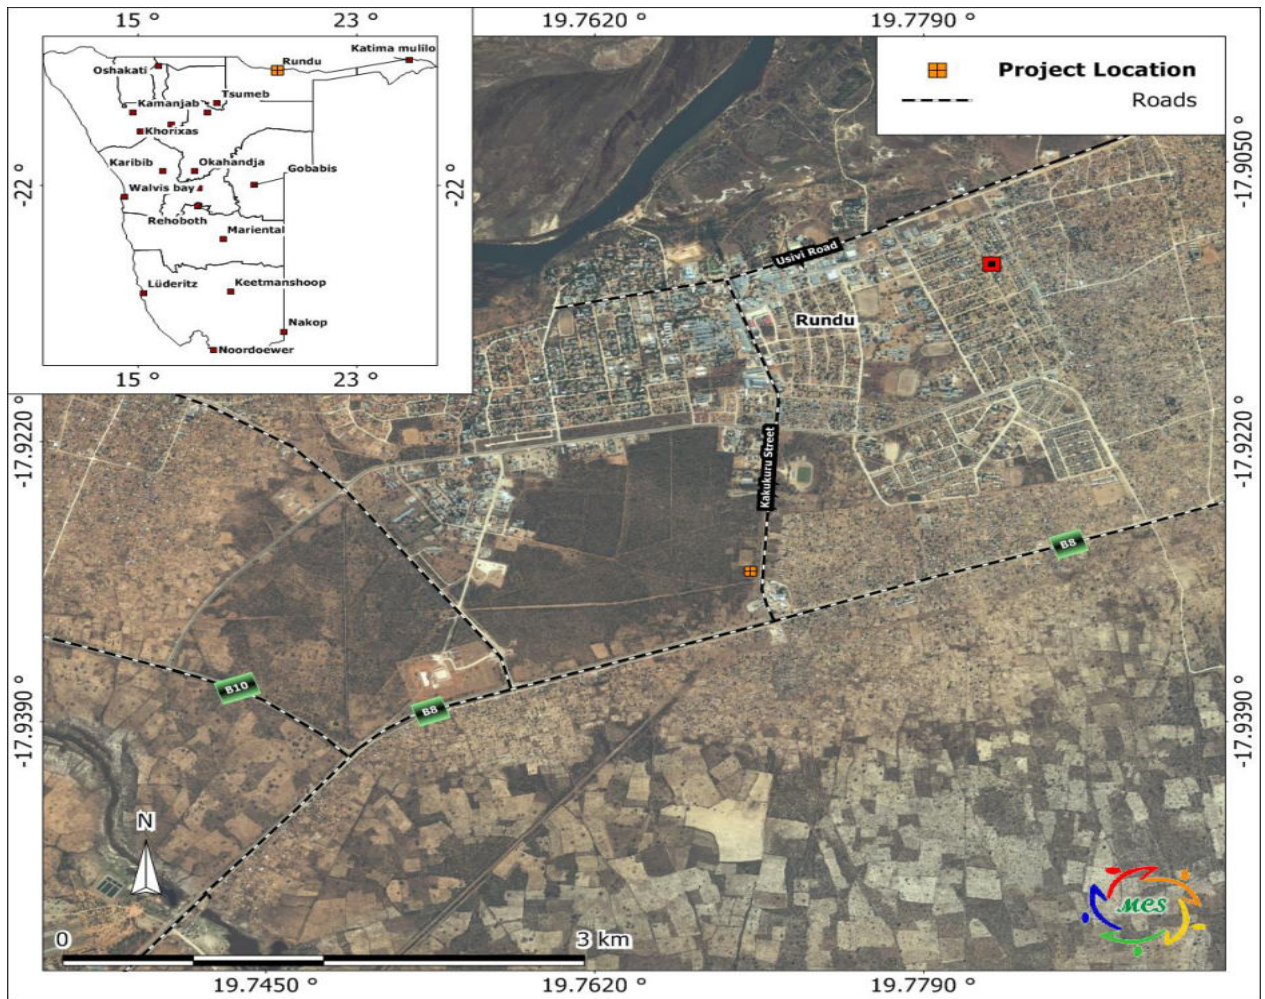 15 °
23 °
19.7620 °
19.7790 °
Katima mulilo
Rundu
Oshakati
Tsumeb
Kamanjab
Khorixas
Karibib
Okahandja
Gobabis
Walvis bay
Rehoboth
Mariental
Lüderitz
Keetmanshoop
Nakop
Noordoewer
-22 °
-22 °
15 °
23 °
Project Location
Roads
-17.9050 °
Usivi Road
Rundu
-17.9220 °
-17.9220 °
Kakukuru Street
B8
B10
B8
-17.9390 °
-17.9390 °
N
MCS
0
3 km
19.7450 °
19.7620 °
19.7790 °